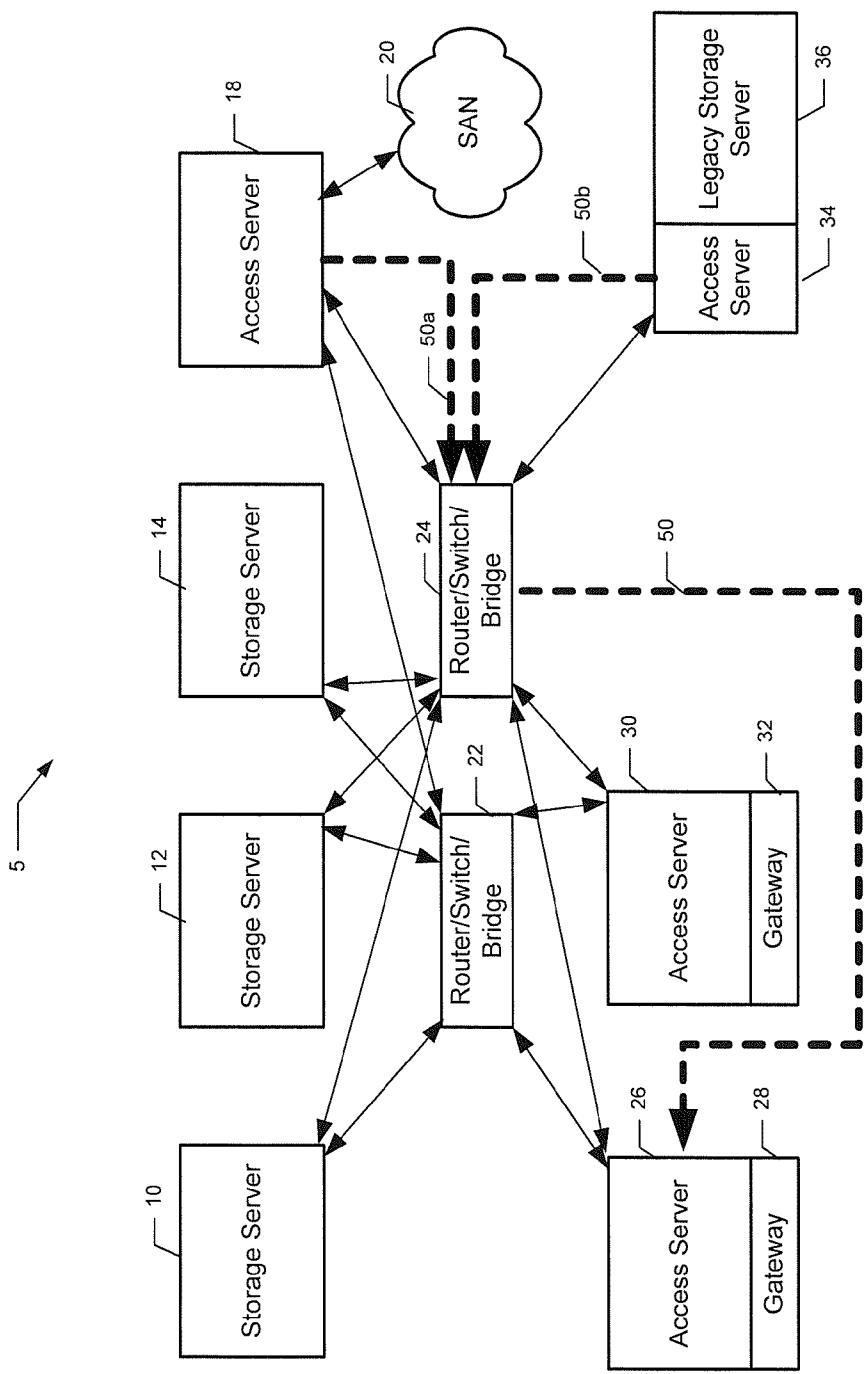 5
10
12
14
18
Storage Server
Storage Server
Storage Server
Access Server
20
SAN
22
24
50a
Router/Switch/
Bridge
Router/Switch/
Bridge
50b
26
30
50
Access Server
Access Server
Access
Server
Legacy Storage
Server
28
32
Gateway
Gateway
34
36